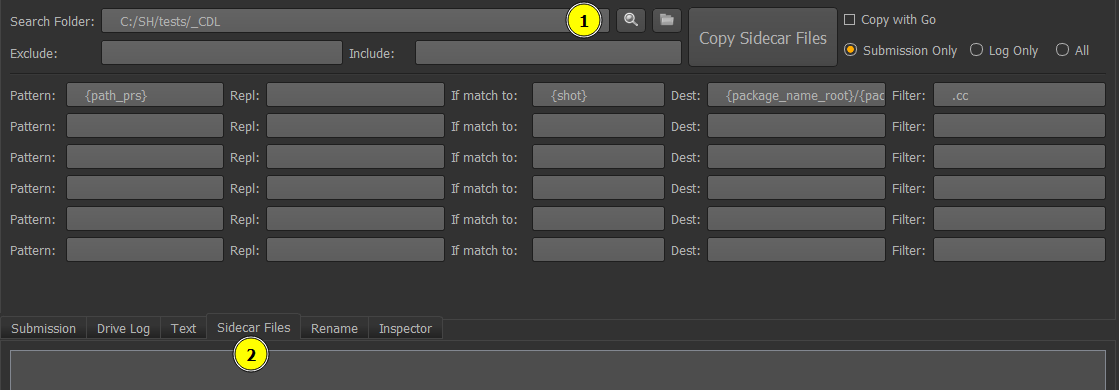 Search Folder: C:/SH/tests/_CDL 1 Copy Sidecar Files Copy with Go
Exclude: Include: Submission Only Log Only All
Pattern: {path_prs} Repl: If match to: {shot} Dest: {package_name_root}/{pac Filter: .cc
Pattern: Repl: If match to: Dest: Filter:
Pattern: Repl: If match to: Dest: Filter:
Pattern: Repl: If match to: Dest: Filter:
Pattern: Repl: If match to: Dest: Filter:
Pattern: Repl: If match to: Dest: Filter:
Submission Drive Log Text Sidecar Files Rename Inspector
2